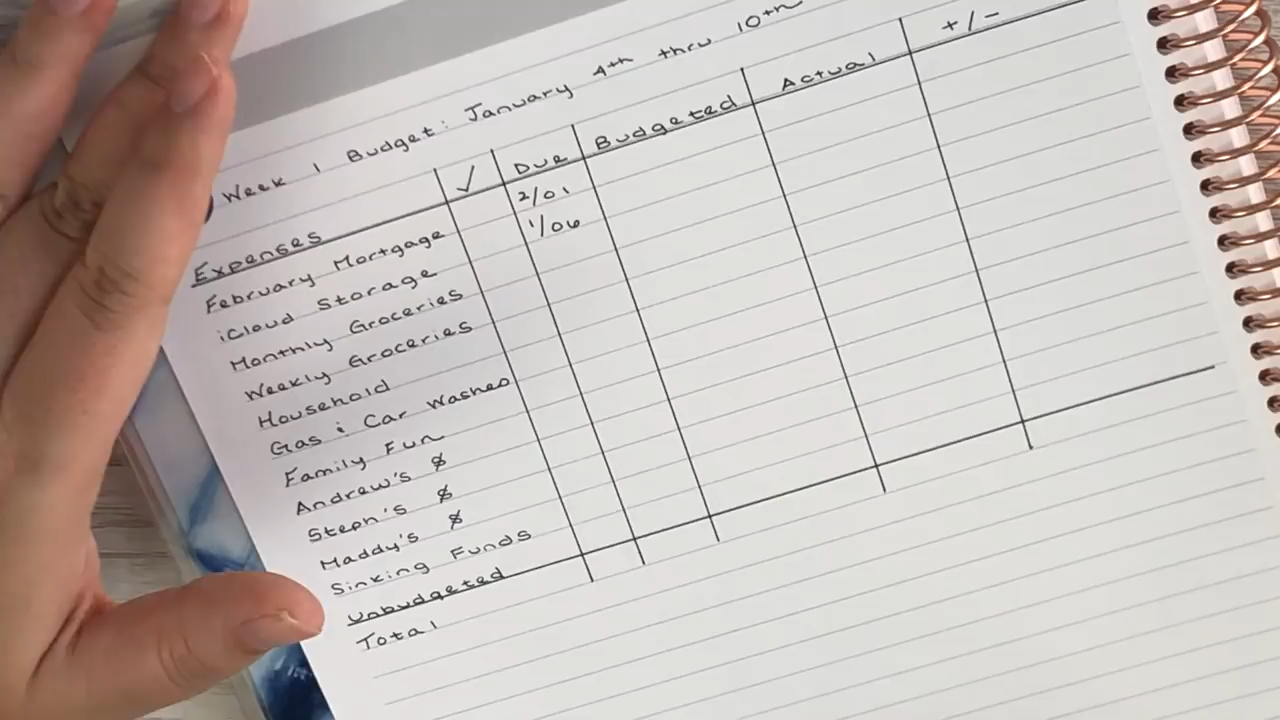 Week 1 Budget: January 4th thru 10th
Expenses ✓ Due Budgeted Actual +/-
February Mortgage 2/01
iCloud Storage 1/06
Monthly Groceries
Weekly Groceries
Household
Gas & Car Washes
Family Fun
Andrew's $
Steph's $
Maddy's $
Sinking Funds
Unbudgeted
Total